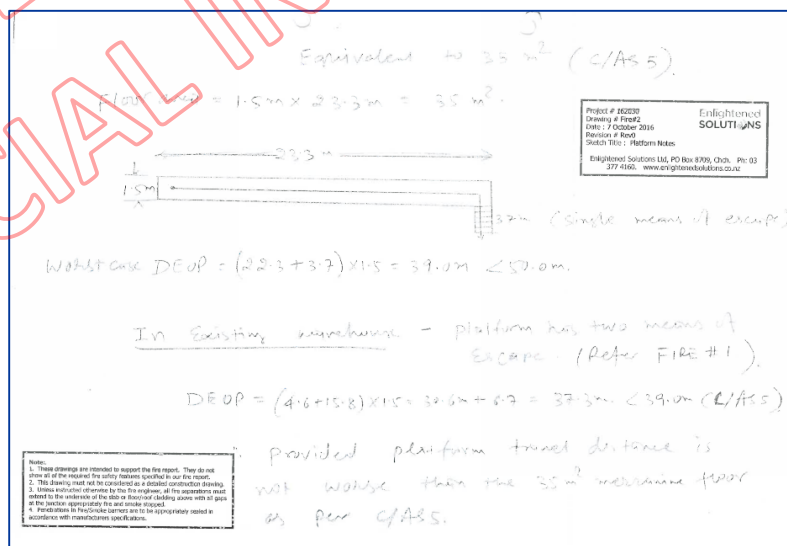 CIAL IN
Equivalent to 35 m² (C/AS5).
Floor area = 1.5m x 23.3m = 35 m².
Project # 162030
Drawing # Fire#2
Date : 7 October 2016
Revision # Rev0
Sketch Title : Platform Notes
Enlightened
SOLUTIONS
Enlightened Solutions Ltd, PO Box 8709, Chch. Ph: 03
377 4160. www.enlightenedsolutions.co.nz
23.3 m
1.5m
3.7m (single means of escape)
Worst case DEOP = (22.3+3.7)x1.5 = 39.0m < 50.0m.
In Existing warehouse - platform has two means of
Escape. (Refer FIRE #1).
DEOP = (4.6+15.8)x1.5 = 30.6m + 6.7 = 37.3m. < 39.0m (C/AS5)
∴ provided platform travel distance is
not worse than the 35 m² mezzanine floor
as per C/AS5.
Notes:
1. These drawings are intended to support the fire report. They do not
show all of the required fire safety features specified in our fire report.
2. This drawing must not be considered as a detailed construction drawing.
3. Unless instructed otherwise by the fire engineer, all fire separations must
extend to the underside of the slab or floor/roof cladding above with all gaps
at the junction appropriately fire and smoke stopped.
4. Penetrations in Fire/Smoke barriers are to be appropriately sealed in
accordance with manufacturers specifications.